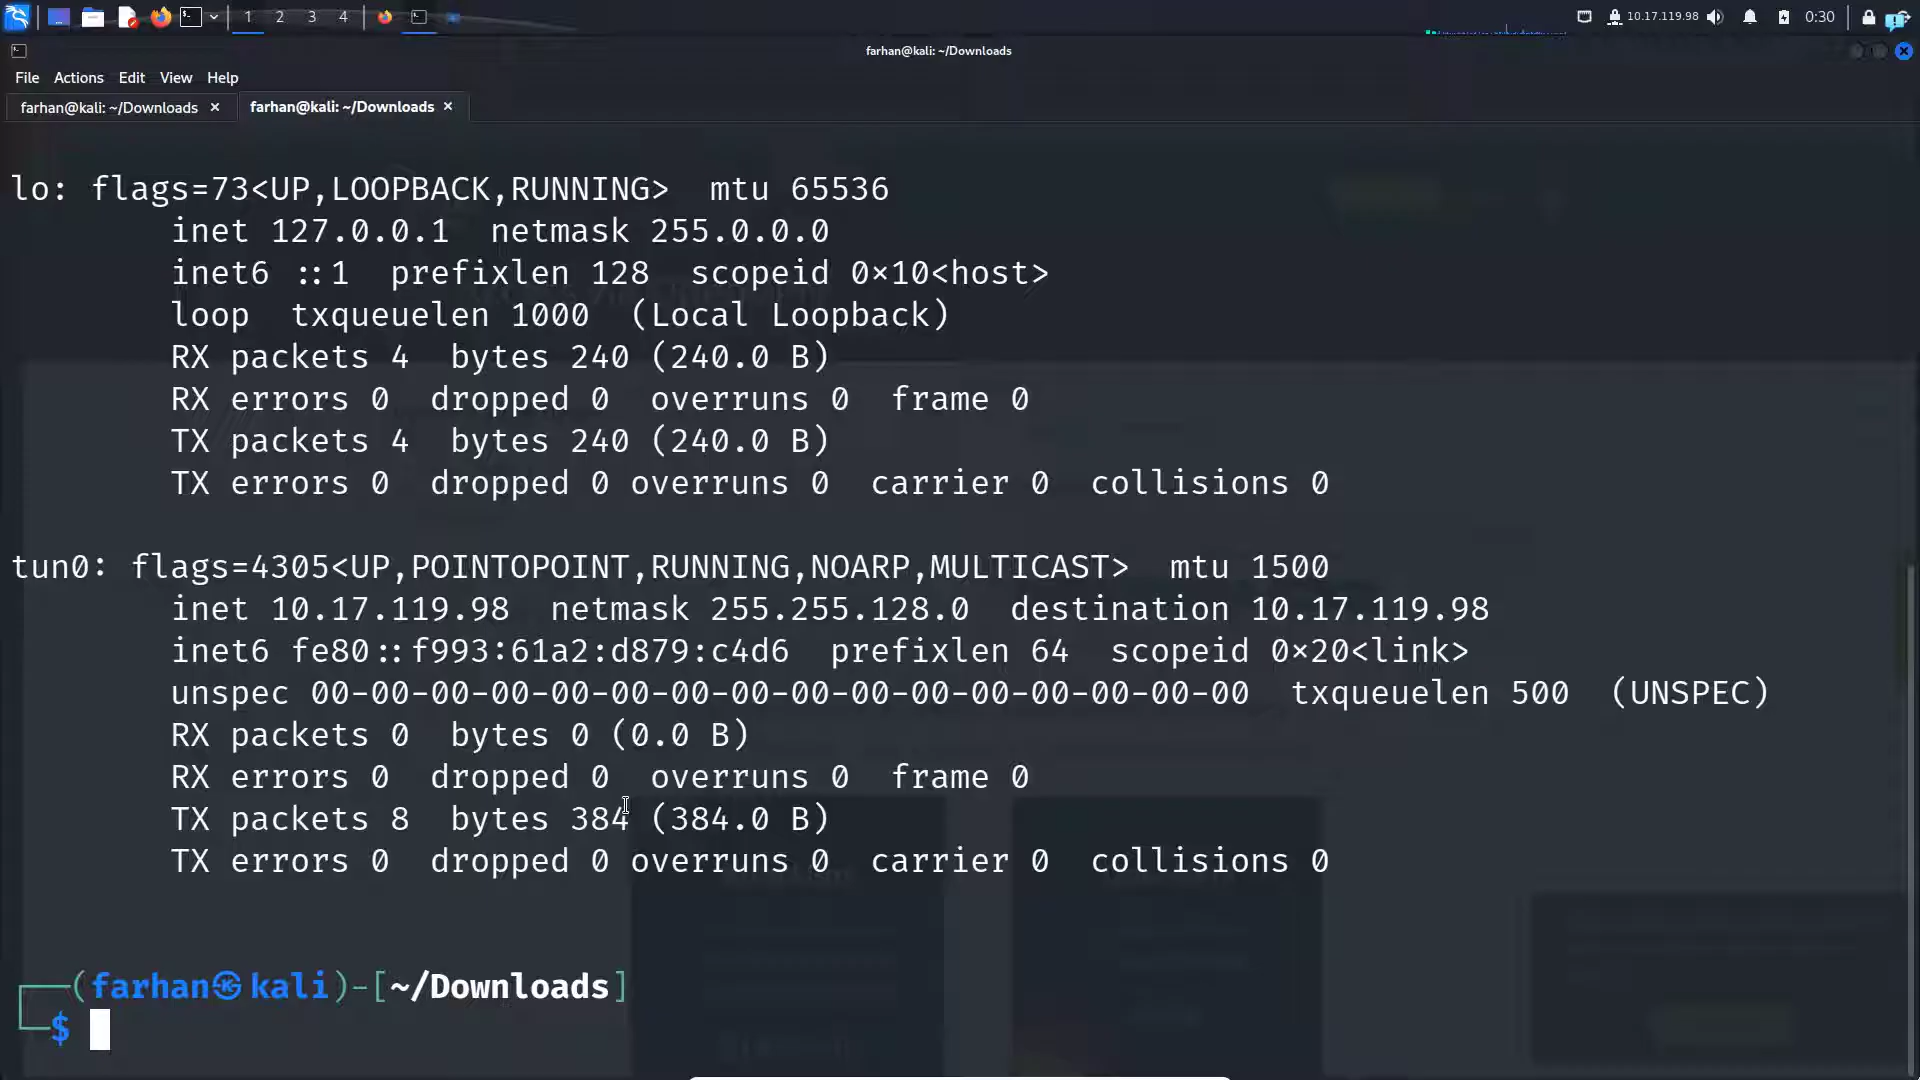 1 2 3 4
10.17.119.98
0:30
farhan@kali: ~/Downloads
File Actions Edit View Help
farhan@kali: ~/Downloads × farhan@kali: ~/Downloads ×
lo: flags=73<UP,LOOPBACK,RUNNING>  mtu 65536
        inet 127.0.0.1  netmask 255.0.0.0
        inet6 ::1  prefixlen 128  scopeid 0×10<host>
        loop  txqueuelen 1000  (Local Loopback)
        RX packets 4  bytes 240 (240.0 B)
        RX errors 0  dropped 0  overruns 0  frame 0
        TX packets 4  bytes 240 (240.0 B)
        TX errors 0  dropped 0 overruns 0  carrier 0  collisions 0
tun0: flags=4305<UP,POINTOPOINT,RUNNING,NOARP,MULTICAST>  mtu 1500
        inet 10.17.119.98  netmask 255.255.128.0  destination 10.17.119.98
        inet6 fe80::f993:61a2:d879:c4d6  prefixlen 64  scopeid 0×20<link>
        unspec 00-00-00-00-00-00-00-00-00-00-00-00-00-00-00-00  txqueuelen 500  (UNSPEC)
        RX packets 0  bytes 0 (0.0 B)
        RX errors 0  dropped 0  overruns 0  frame 0
        TX packets 8  bytes 384 (384.0 B)
        TX errors 0  dropped 0 overruns 0  carrier 0  collisions 0
┌──(farhan㉿kali)-[~/Downloads]
└─$